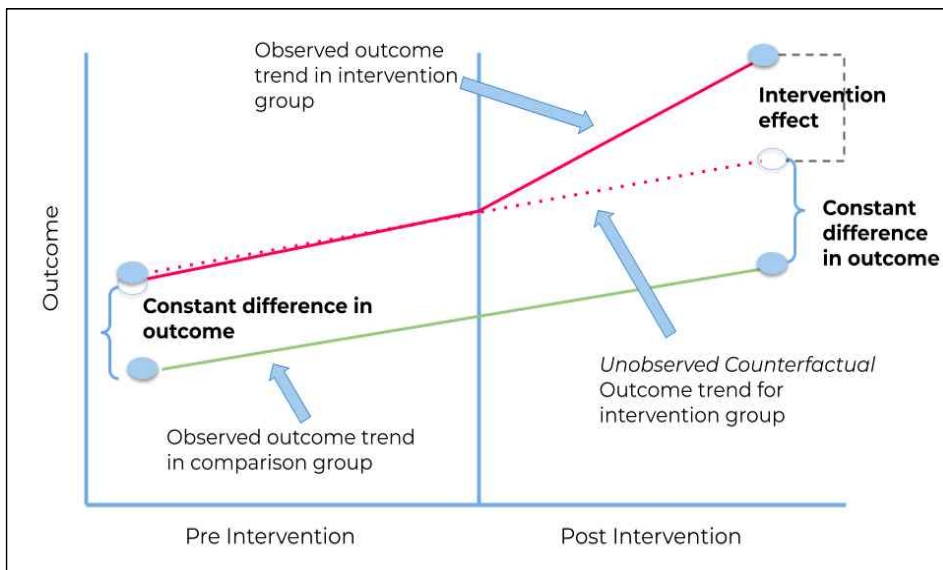 Observed outcome
trend in intervention
group
Intervention
effect
Constant
difference
in outcome
Outcome
Constant difference in
outcome
Unobserved Counterfactual
Outcome trend for
intervention group
Observed outcome trend
in comparison group
Pre Intervention
Post Intervention